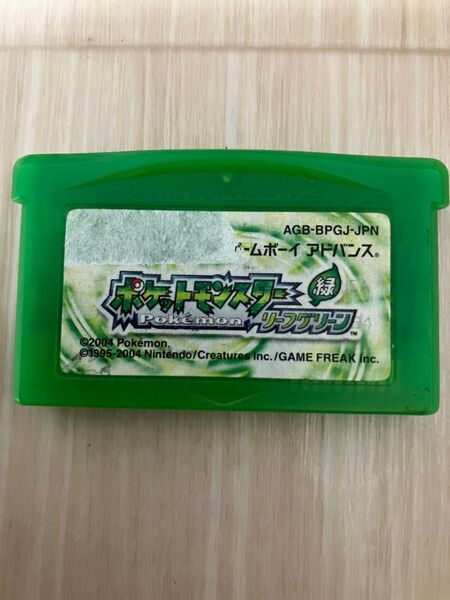 AGB-BPGJ-JPN
ームボーイ アドバンス®
ポケットモンスター 緑
Pokémon リーフグリーン™
©2004 Pokémon.
©1995-2004 Nintendo/Creatures inc./GAME FREAK inc.